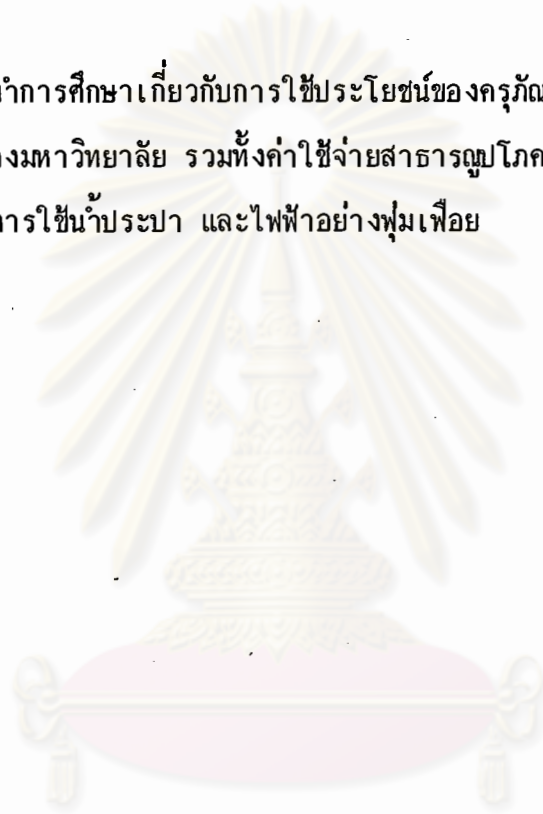 นำการศึกษาเกี่ยวกับการใช้ประโยชน์ของครุภัณ
งมหาวิทยาลัย รวมทั้งค่าใช้จ่ายสาธารณูปโภค
การใช้น้ำประปา และไฟฟ้าอย่างฟุ่มเฟือย